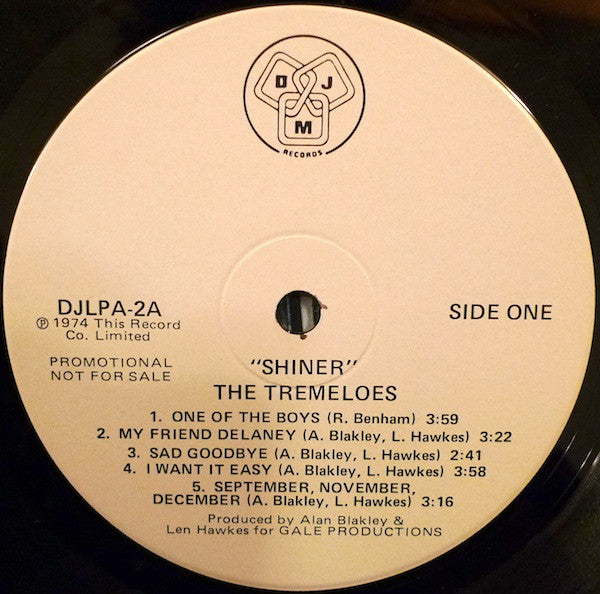 D J
M
RECORDS
DJLPA-2A
℗ 1974 This Record
Co. Limited
SIDE ONE
PROMOTIONAL
NOT FOR SALE
"SHINER"
THE TREMELOES
1. ONE OF THE BOYS (R. Benham) 3:59
2. MY FRIEND DELANEY (A. Blakley, L. Hawkes) 3:22
3. SAD GOODBYE (A. Blakley, L. Hawkes) 2:41
4. I WANT IT EASY (A. Blakley, L. Hawkes) 3:58
5. SEPTEMBER, NOVEMBER,
DECEMBER (A. Blakley, L. Hawkes) 3:16
Produced by Alan Blakley &
Len Hawkes for GALE PRODUCTIONS